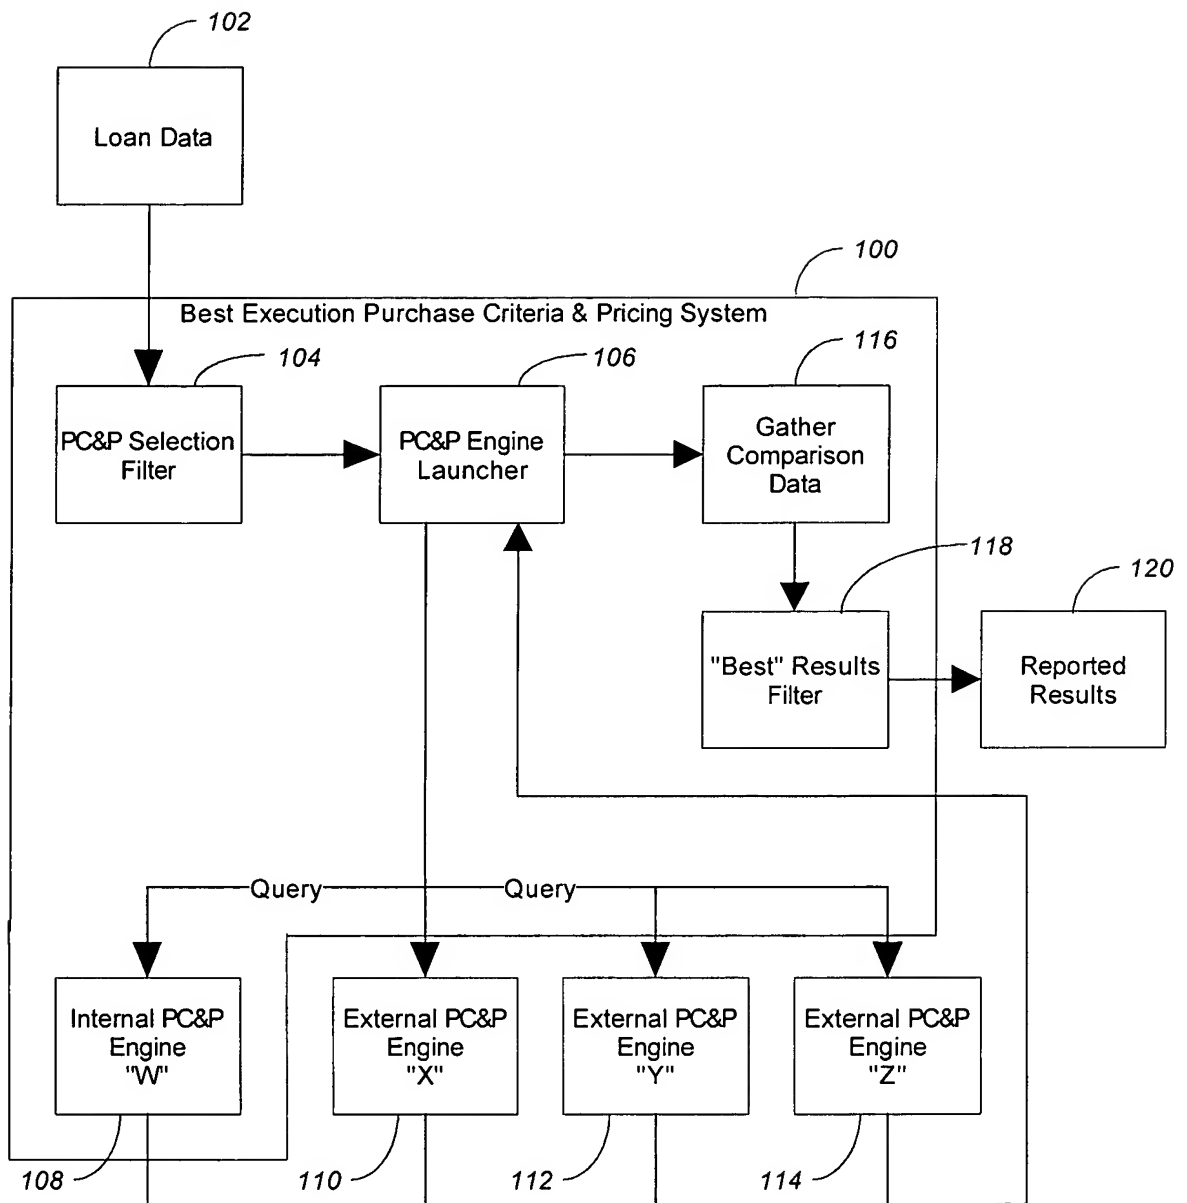 102
Loan Data
100
Best Execution Purchase Criteria & Pricing System
104
106
116
PC&P Selection
Filter
PC&P Engine
Launcher
Gather
Comparison
Data
118
120
"Best" Results
Filter
Reported
Results
Query
Query
Internal PC&P
Engine
"W"
External PC&P
Engine
"X"
External PC&P
Engine
"Y"
External PC&P
Engine
"Z"
108
110
112
114